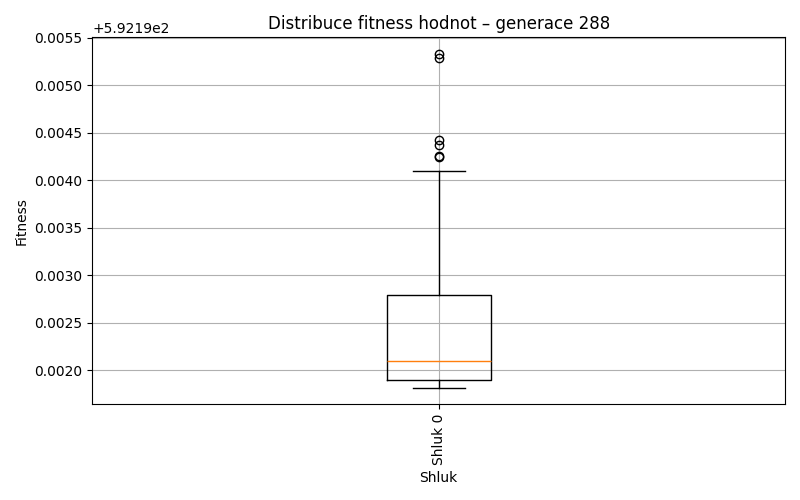 Distribuce fitness hodnot – generace 288
+5.9219e2
0.0055
0.0050
0.0045
0.0040
0.0035
0.0030
0.0025
0.0020
Fitness
Shluk 0
Shluk